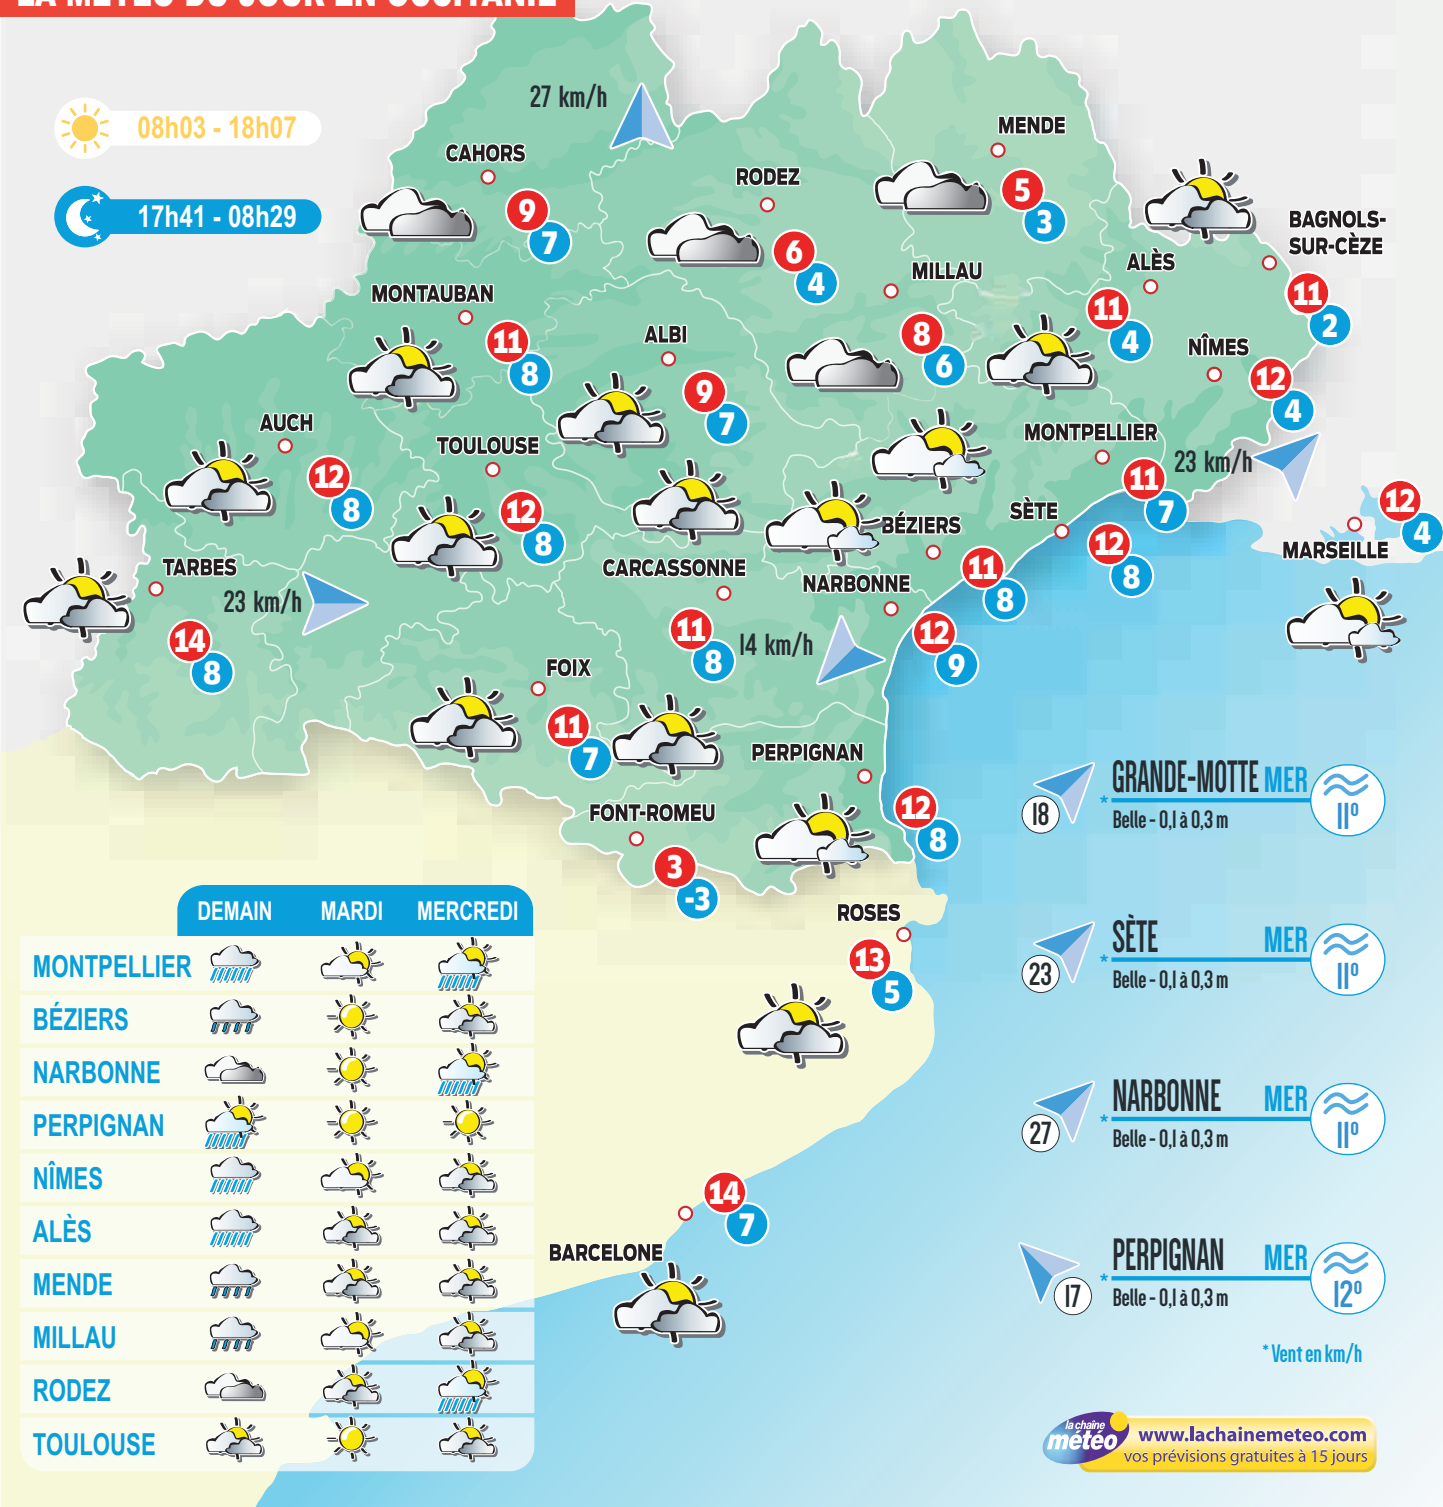 LA MÉTÉO DU JOUR EN OCCITANIE
08h03 - 18h07
17h41 - 08h29
27 km/h
CAHORS
9
7
RODEZ
6
4
MENDE
5
3
BAGNOLS-
SUR-CÈZE
11
2
MONTAUBAN
11
8
ALBI
9
7
MILLAU
8
6
ALÈS
11
4
NÎMES
12
4
AUCH
12
8
TOULOUSE
12
8
MONTPELLIER
11
7
23 km/h
SÈTE
12
8
BÉZIERS
11
8
MARSEILLE
12
4
TARBES
14
8
23 km/h
CARCASSONNE
11
8
NARBONNE
12
9
14 km/h
FOIX
11
7
PERPIGNAN
12
8
FONT-ROMEU
3
-3
ROSES
13
5
BARCELONE
14
7
GRANDE-MOTTE MER
18
* Belle - 0,1 à 0,3 m
11°
SÈTE MER
23
* Belle - 0,1 à 0,3 m
11°
NARBONNE MER
27
* Belle - 0,1 à 0,3 m
11°
PERPIGNAN MER
17
* Belle - 0,1 à 0,3 m
12°
* Vent en km/h
DEMAIN MARDI MERCREDI
MONTPELLIER
BÉZIERS
NARBONNE
PERPIGNAN
NÎMES
ALÈS
MENDE
MILLAU
RODEZ
TOULOUSE
la chaîne
météo
www.lachainemeteo.com
vos prévisions gratuites à 15 jours